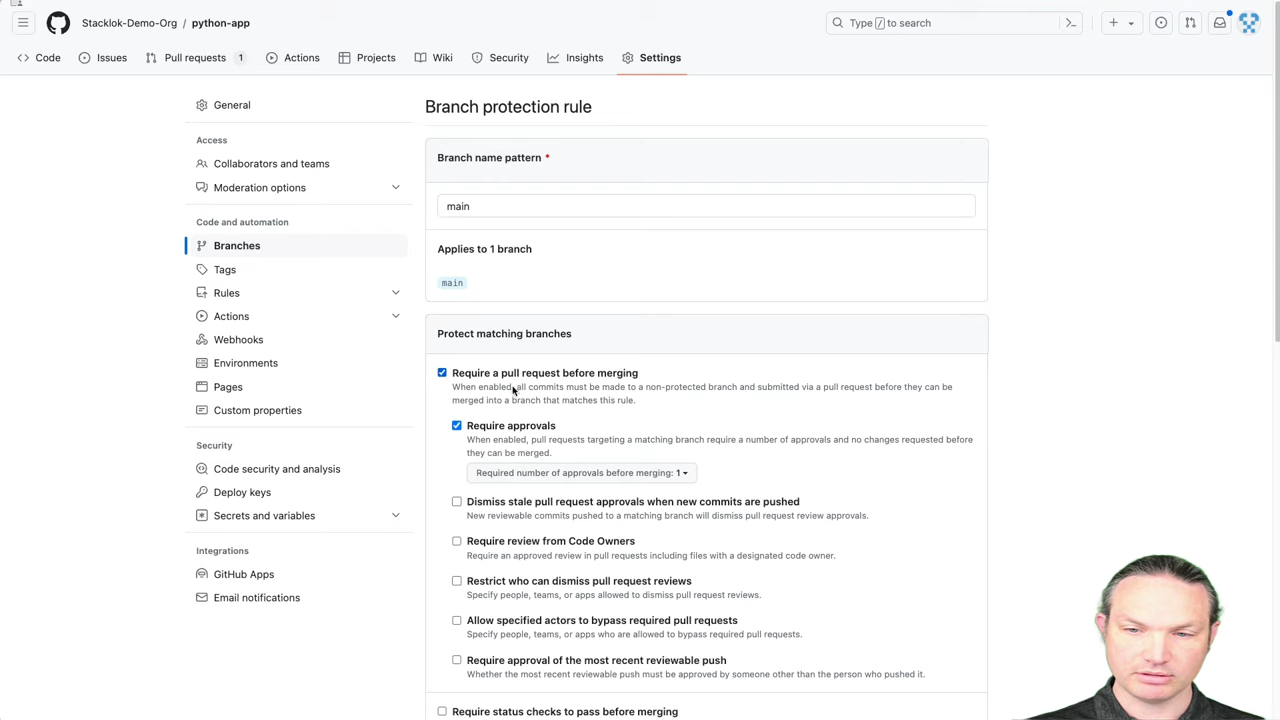 Stacklok-Demo-Org / python-app
Type / to search
Code
Issues
Pull requests 1
Actions
Projects
Wiki
Security
Insights
Settings
General
Access
Collaborators and teams
Moderation options
Code and automation
Branches
Tags
Rules
Actions
Webhooks
Environments
Pages
Custom properties
Security
Code security and analysis
Deploy keys
Secrets and variables
Integrations
GitHub Apps
Email notifications
Branch protection rule
Branch name pattern *
main
Applies to 1 branch
main
Protect matching branches
Require a pull request before merging
When enabled, all commits must be made to a non-protected branch and submitted via a pull request before they can be
merged into a branch that matches this rule.
Require approvals
When enabled, pull requests targeting a matching branch require a number of approvals and no changes requested before
they can be merged.
Required number of approvals before merging: 1
Dismiss stale pull request approvals when new commits are pushed
New reviewable commits pushed to a matching branch will dismiss pull request review approvals.
Require review from Code Owners
Require an approved review in pull requests including files with a designated code owner.
Restrict who can dismiss pull request reviews
Specify people, teams, or apps allowed to dismiss pull request reviews.
Allow specified actors to bypass required pull requests
Specify people, teams, or apps who are allowed to bypass required pull requests.
Require approval of the most recent reviewable push
Whether the most recent reviewable push must be approved by someone other than the person who pushed it.
Require status checks to pass before merging